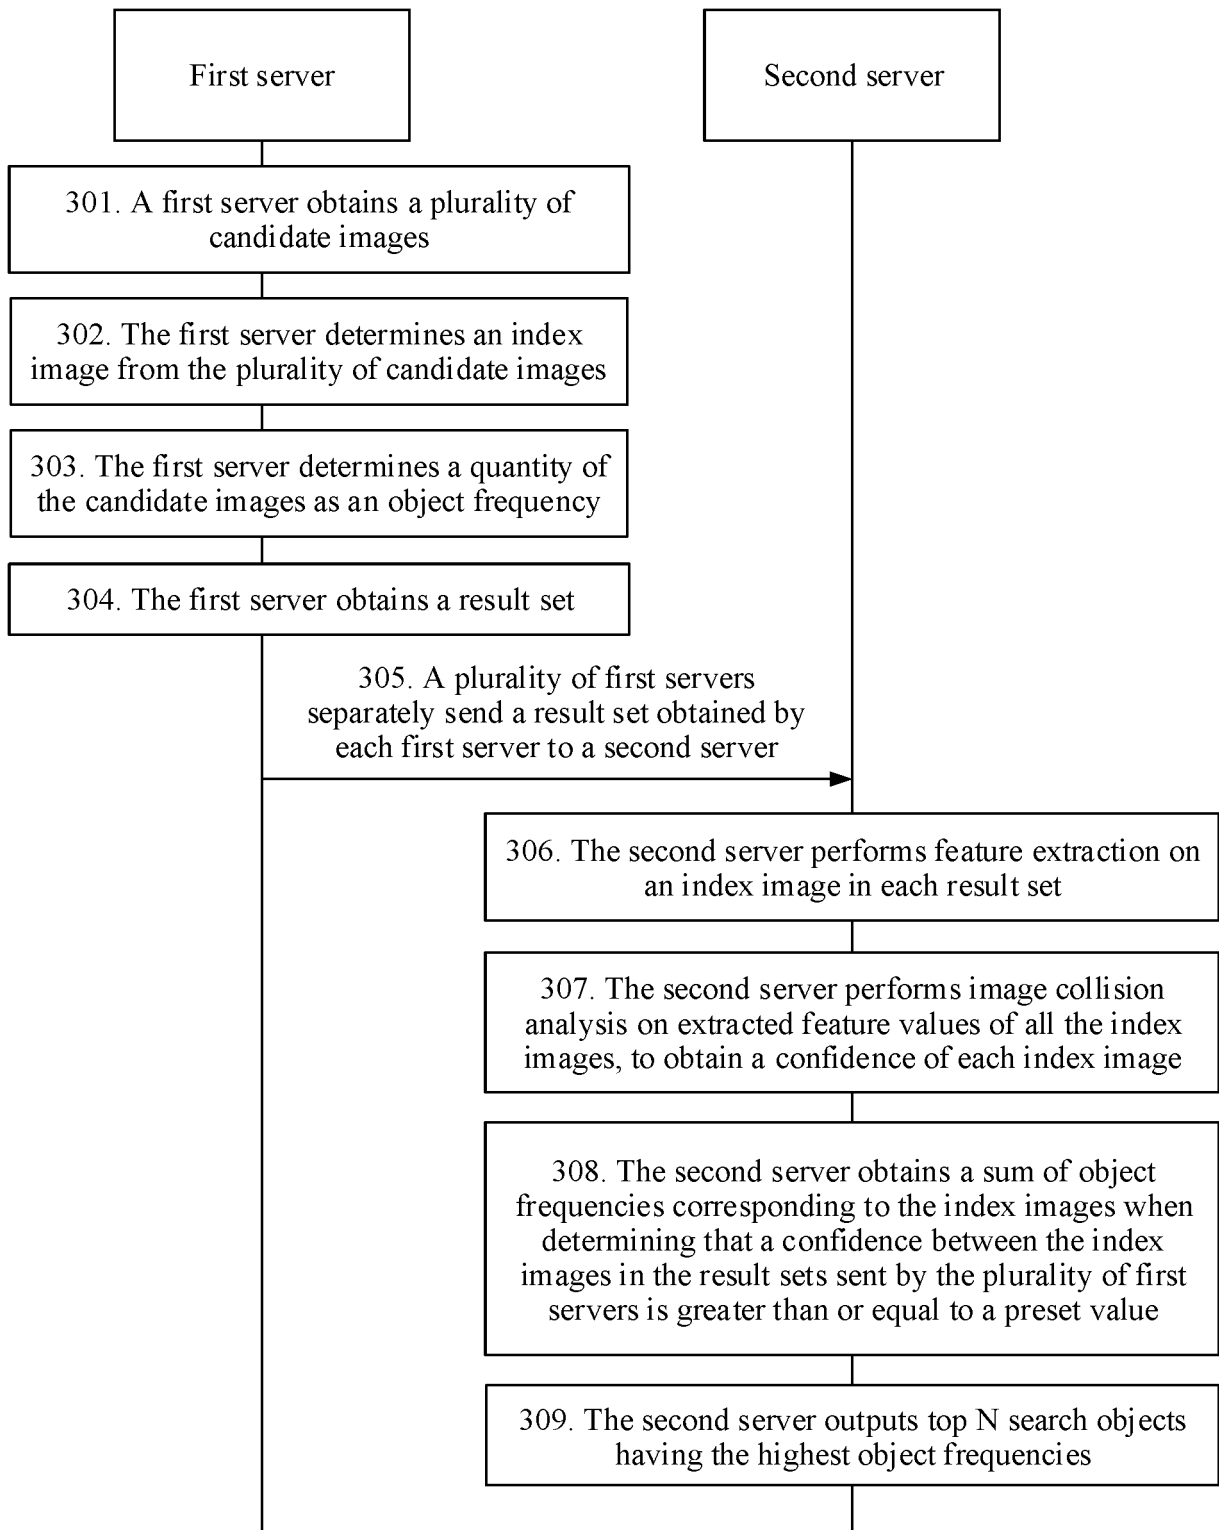 First server
Second server
301. A first server obtains a plurality of
candidate images
302. The first server determines an index
image from the plurality of candidate images
303. The first server determines a quantity of
the candidate images as an object frequency
304. The first server obtains a result set
305. A plurality of first servers
separately send a result set obtained by
each first server to a second server
306. The second server performs feature extraction on
an index image in each result set
307. The second server performs image collision
analysis on extracted feature values of all the index
images, to obtain a confidence of each index image
308. The second server obtains a sum of object
frequencies corresponding to the index images when
determining that a confidence between the index
images in the result sets sent by the plurality of first
servers is greater than or equal to a preset value
309. The second server outputs top N search objects
having the highest object frequencies